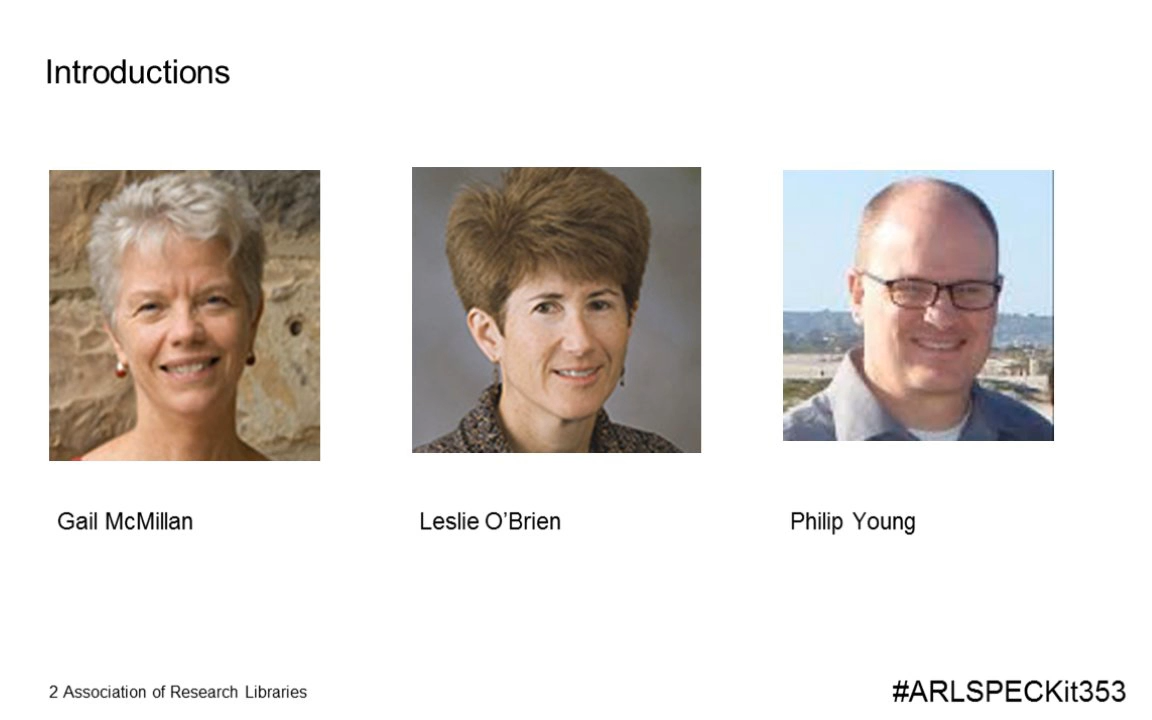 Introductions
Gail McMillan
Leslie O’Brien
Philip Young
2 Association of Research Libraries
#ARLSPECKit353